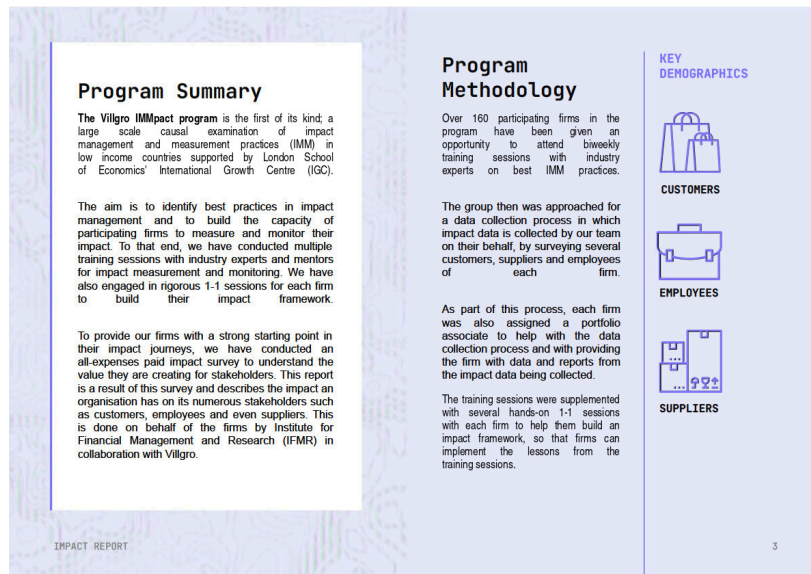 Program Summary
The Villgro IMMpact program is the first of its kind; a
large scale causal examination of impact
management and measurement practices (IMM) in
low income countries supported by London School
of Economics' International Growth Centre (IGC).
The aim is to identify best practices in impact
management and to build the capacity of
participating firms to measure and monitor their
impact. To that end, we have conducted multiple
training sessions with industry experts and mentors
for impact measurement and monitoring. We have
also engaged in rigorous 1-1 sessions for each firm
to build their impact framework.
To provide our firms with a strong starting point in
their impact journeys, we have conducted an
all-expenses paid impact survey to understand the
value they are creating for stakeholders. This report
is a result of this survey and describes the impact an
organisation has on its numerous stakeholders such
as customers, employees and even suppliers. This
is done on behalf of the firms by Institute for
Financial Management and Research (IFMR) in
collaboration with Villgro.
Program
Methodology
Over 160 participating firms in the
program have been given an
opportunity to attend biweekly
training sessions with industry
experts on best IMM practices.
The group then was approached for
a data collection process in which
impact data is collected by our team
on their behalf, by surveying several
customers, suppliers and employees
of each firm.
As part of this process, each firm
was also assigned a portfolio
associate to help with the data
collection process and with providing
the firm with data and reports from
the impact data being collected.
The training sessions were supplemented
with several hands-on 1-1 sessions
with each firm to help them build an
impact framework, so that firms can
implement the lessons from the
training sessions.
KEY
DEMOGRAPHICS
CUSTOMERS
EMPLOYEES
SUPPLIERS
IMPACT REPORT
3